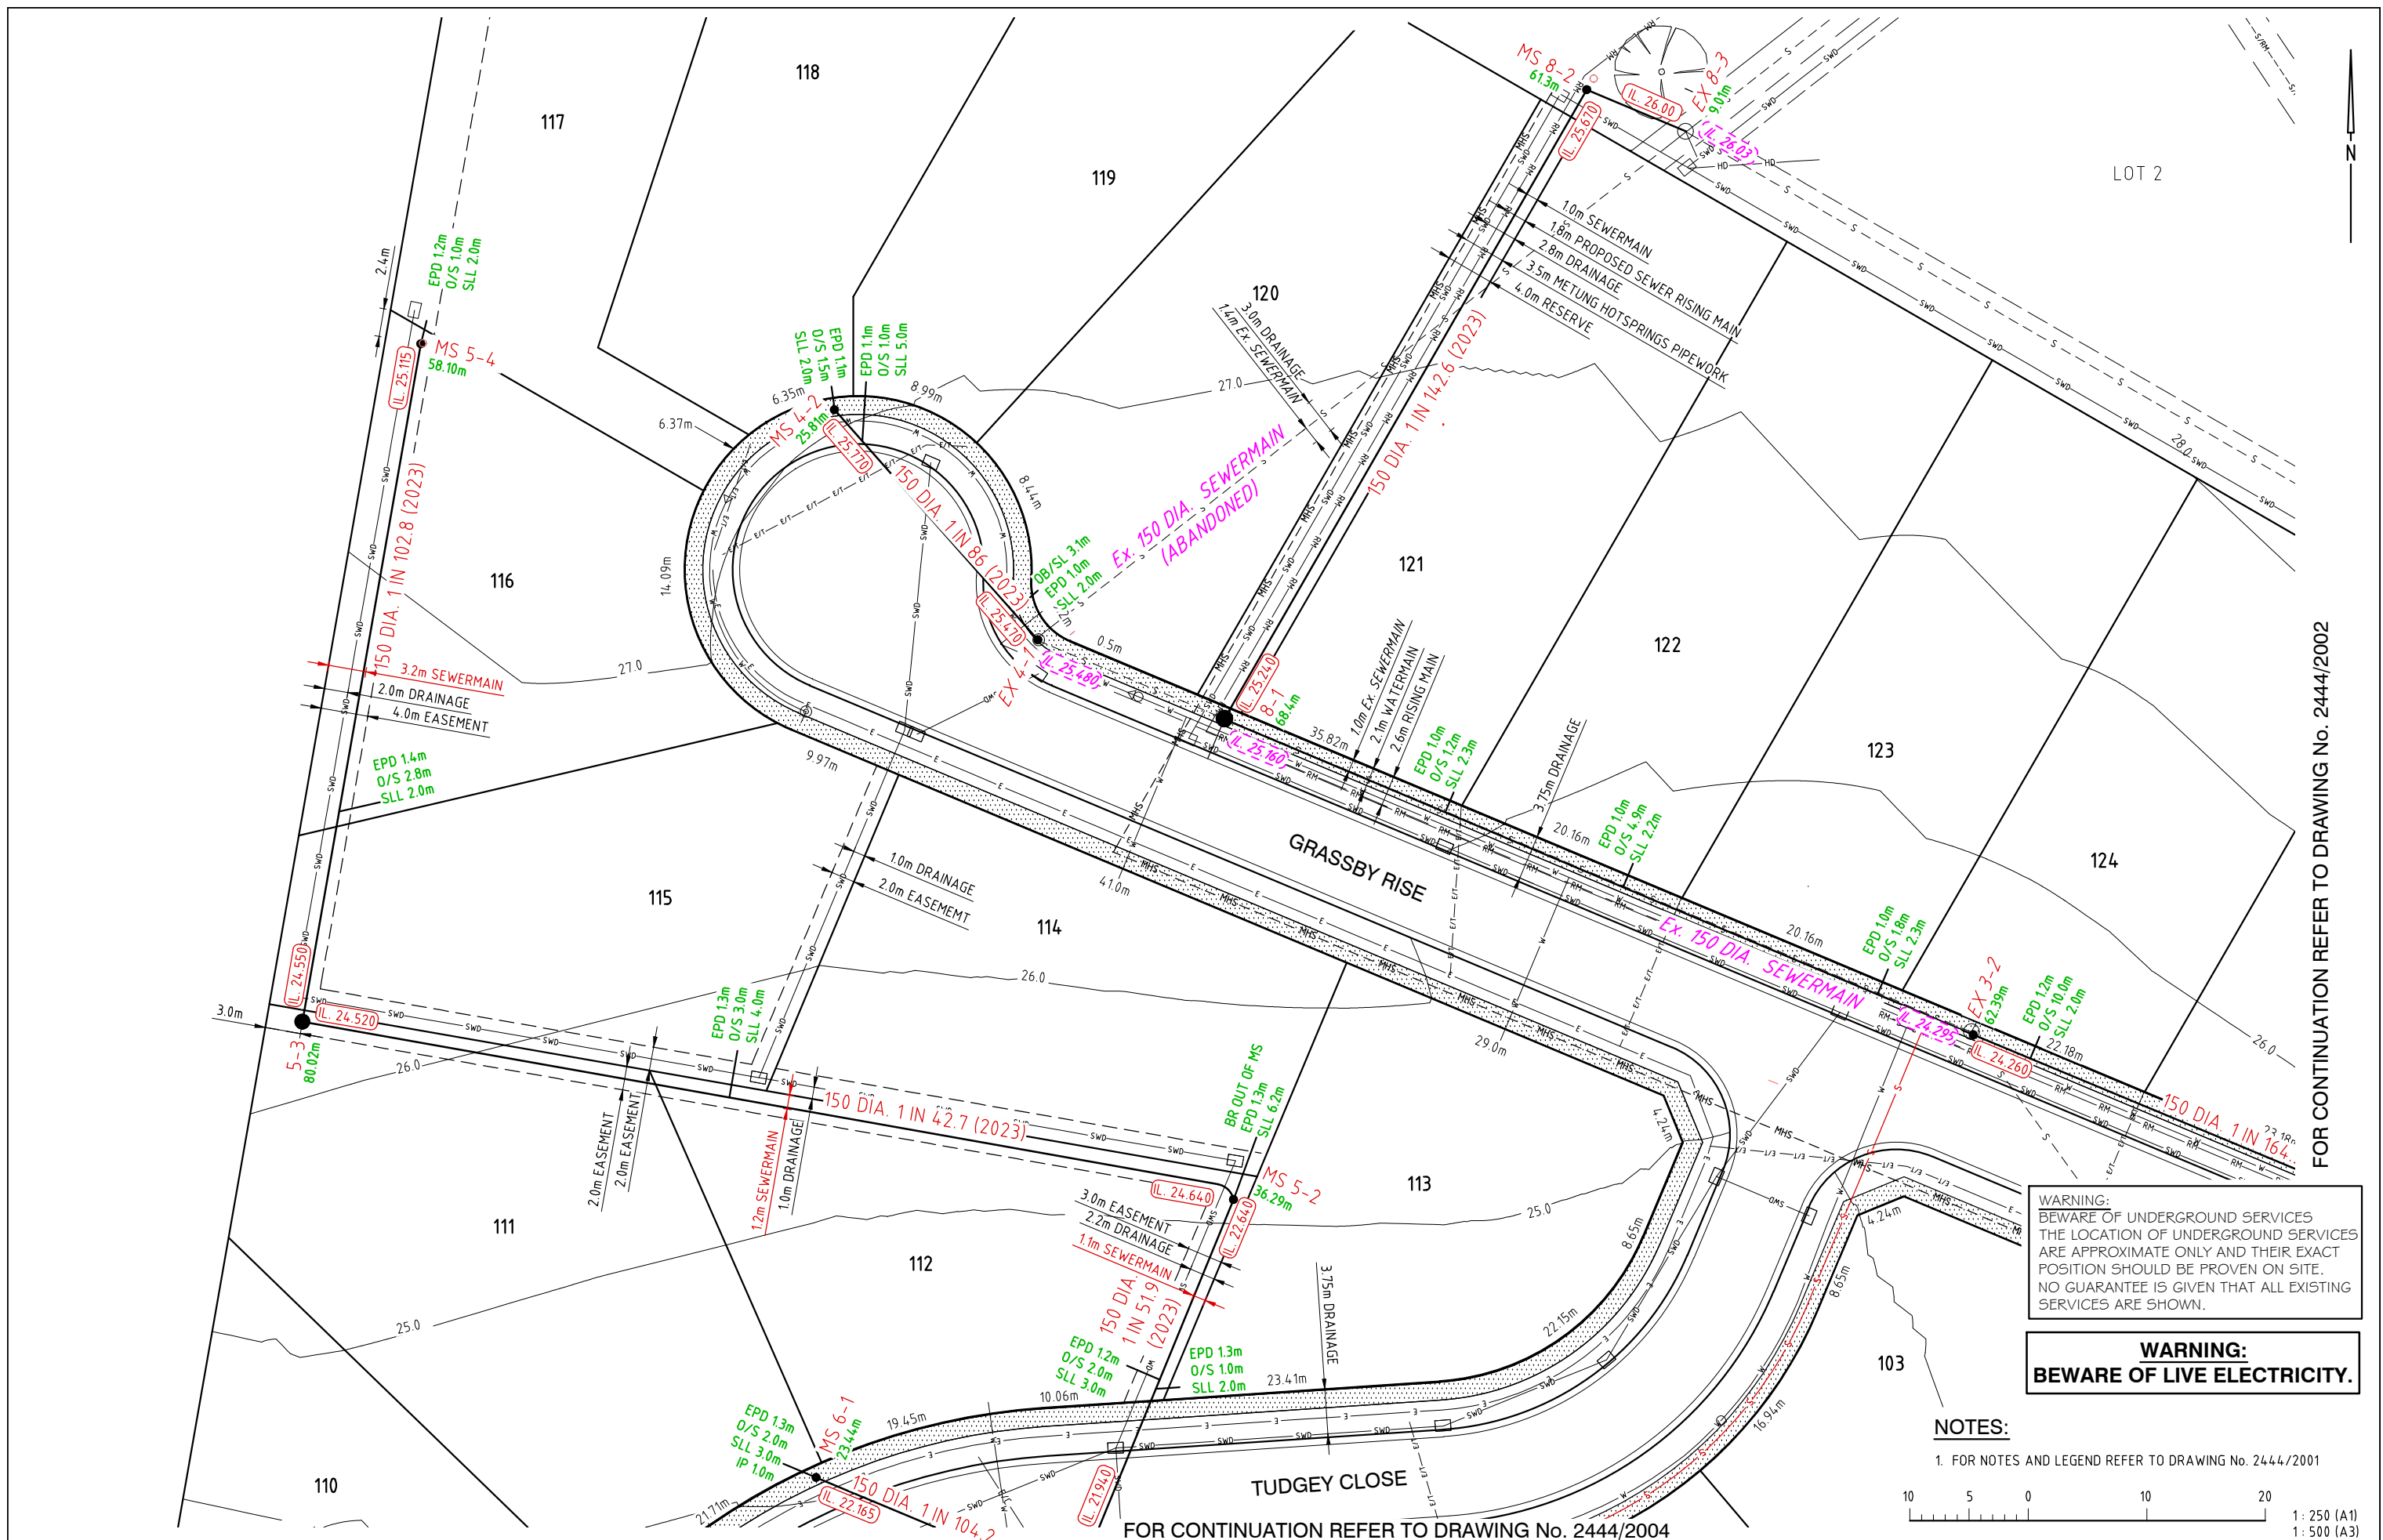 118
117
119
120
LOT 2
N
MS 8-2
61.3m
IL. 26.00
EX 8-3
9.01m
IL. 26.03
IL. 25.670
1.0m SEWERMAIN
1.8m PROPOSED SEWER RISING MAIN
2.8m DRAINAGE
3.5m METUNG HOTSPRINGS PIPEWORK
4.0m RESERVE
EPD 1.2m
O/S 1.0m
SLL 2.0m
2.4m
MS 5-4
58.10m
IL. 25.115
EPD 1.1m
O/S 1.5m
SLL 2.0m
EPD 1.1m
O/S 1.0m
SLL 5.0m
6.35m
8.99m
6.37m
MS 4-2
25.81m
IL. 25.770
150 DIA. 1 IN 86 (2023)
8.44m
14.09m
3.0m DRAINAGE
1.4m Ex. SEWERMAIN
27.0
Ex. 150 DIA. SEWERMAIN
(ABANDONED)
150 DIA. 1 IN 142.6 (2023)
28.0
OB/SL 3.1m
EPD 1.0m
SLL 2.0m
IL. 25.470
IL. 25.480
0.5m
150 DIA. 1 IN 102.8 (2023)
116
27.0
3.2m SEWERMAIN
2.0m DRAINAGE
4.0m EASEMENT
EPD 1.4m
O/S 2.8m
SLL 2.0m
121
122
123
124
IL. 25.240
8-1
68.4m
IL. 25.160
35.82m
1.0m Ex. SEWERMAIN
2.1m WATERMAIN
2.6m RISING MAIN
EPD 1.0m
O/S 1.2m
SLL 2.3m
3.75m DRAINAGE
20.16m
EPD 1.0m
O/S 4.9m
SLL 2.2m
GRASSBY RISE
Ex. 150 DIA. SEWERMAIN
20.16m
EPD 1.0m
O/S 1.8m
SLL 2.3m
EX 3-2
62.39m
IL. 24.295
IL. 24.260
EPD 1.2m
O/S 10.0m
SLL 2.0m
22.18m
26.0
150 DIA. 1 IN 164.
FOR CONTINUATION REFER TO DRAWING No. 2444/2002
9.97m
41.0m
29.0m
1.0m DRAINAGE
2.0m EASEMEMT
115
114
26.0
IL. 24.550
IL. 24.520
3.0m
5-3
80.02m
26.0
EPD 1.3m
O/S 3.0m
SLL 4.0m
2.0m EASEMENT
2.0m EASEMENT
1.2m SEWERMAIN
1.0m DRAINAGE
150 DIA. 1 IN 42.7 (2023)
BR OUT OF MS
EPD 1.3m
SLL 6.2m
MS 5-2
36.29m
IL. 24.640
IL. 22.640
3.0m EASEMENT
2.2m DRAINAGE
1.1m SEWERMAIN
113
25.0
4.24m
8.65m
4.24m
8.65m
111
112
25.0
150 DIA.
1 IN 51.9
(2023)
3.75m DRAINAGE
22.15m
EPD 1.2m
O/S 2.0m
SLL 3.0m
EPD 1.3m
O/S 1.0m
SLL 2.0m
23.41m
10.06m
19.45m
MS 6-1
23.44m
EPD 1.3m
O/S 2.0m
SLL 3.0m
IP 1.0m
IL. 22.165
150 DIA. 1 IN 104.2
21.71m
IL. 21.940
110
TUDGEY CLOSE
16.94m
103
WARNING:
BEWARE OF UNDERGROUND SERVICES
THE LOCATION OF UNDERGROUND SERVICES
ARE APPROXIMATE ONLY AND THEIR EXACT
POSITION SHOULD BE PROVEN ON SITE.
NO GUARANTEE IS GIVEN THAT ALL EXISTING
SERVICES ARE SHOWN.
WARNING:
BEWARE OF LIVE ELECTRICITY.
NOTES:
1. FOR NOTES AND LEGEND REFER TO DRAWING No. 2444/2001
10 5 0 10 20
1 : 250 (A1)
1 : 500 (A3)
FOR CONTINUATION REFER TO DRAWING No. 2444/2004